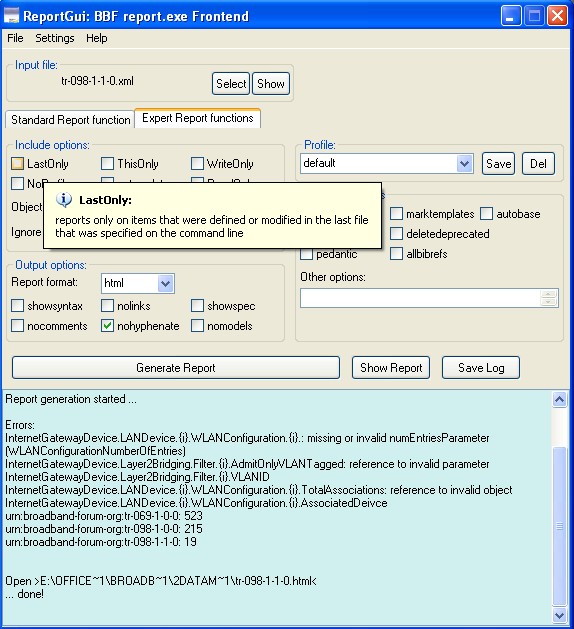 ReportGui: BBF report.exe Frontend
File Settings Help
Input file:
tr-098-1-1-0.xml Select Show
Standard Report function Expert Report functions
Include options: Profile:
LastOnly ThisOnly WriteOnly default Save Del
LastOnly:
reports only on items that were defined or modified in the last file
that was specified on the command line
Object
Ignore
marktemplates autobase
deletedeprecated
pedantic allbibrefs
Output options:
Report format: html
Other options:
showsyntax nolinks showspec
nocomments nohyphenate nomodels
Generate Report Show Report Save Log
Report generation started ...
Errors:
InternetGatewayDevice.LANDevice.{i}.WLANConfiguration.{i}.: missing or invalid numEntriesParameter
(WLANConfigurationNumberOfEntries)
InternetGatewayDevice.Layer2Bridging.Filter.{i}.AdmitOnlyVLANTagged: reference to invalid parameter
InternetGatewayDevice.Layer2Bridging.Filter.{i}.VLANID
InternetGatewayDevice.LANDevice.{i}.WLANConfiguration.{i}.TotalAssociations: reference to invalid object
InternetGatewayDevice.LANDevice.{i}.WLANConfiguration.{i}.AssociatedDeivce
urn:broadband-forum-org:tr-069-1-0-0: 523
urn:broadband-forum-org:tr-098-1-0-0: 215
urn:broadband-forum-org:tr-098-1-1-0: 19
Open >E:\OFFICE~1\BROADB~1\2DATAM~1\tr-098-1-1-0.html<
... done!